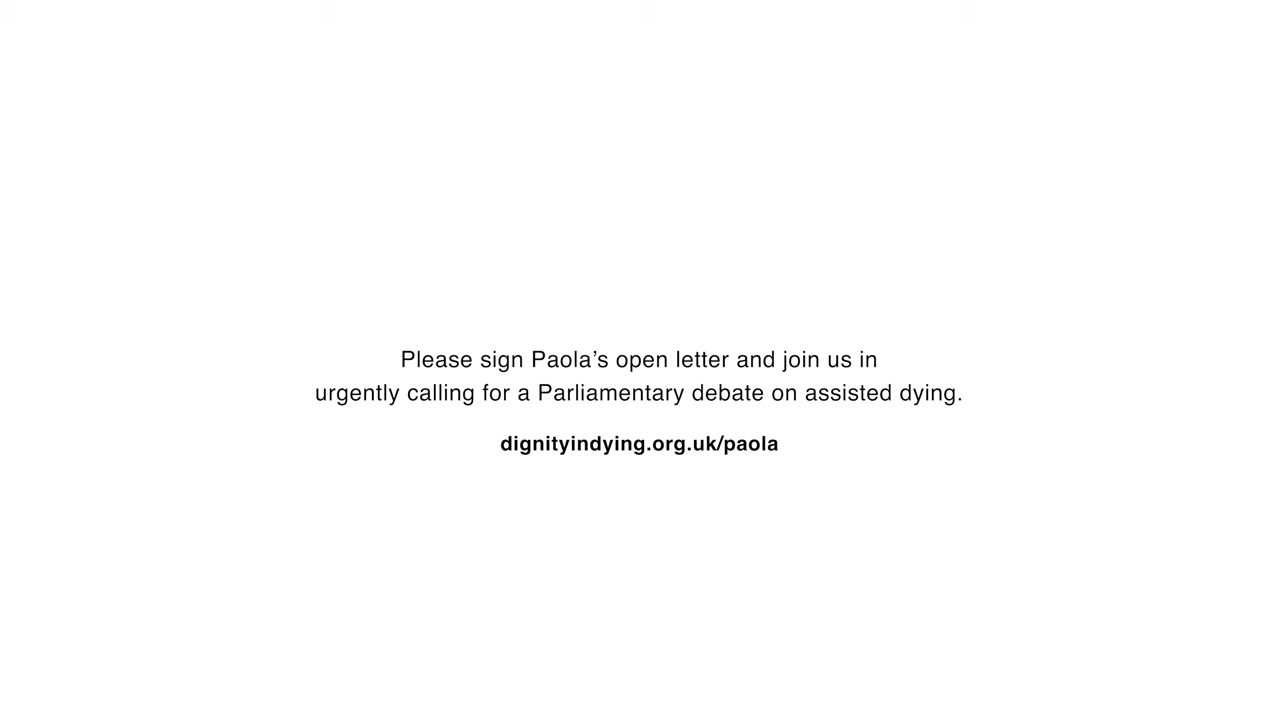 Please sign Paola’s open letter and join us in
urgently calling for a Parliamentary debate on assisted dying.
dignityindying.org.uk/paola